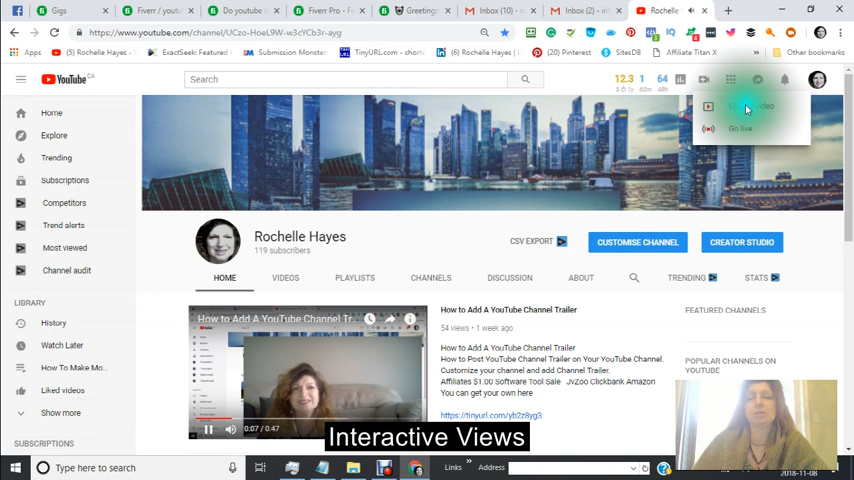 Gigs
Fiverr / youtu
Do youtube s
Fiverr Pro -
Greetings
Inbox (10) - m
Inbox (2) - in
Rochelle
https://www.youtube.com/channel/UCzo-HoeL9W-w3cYCb3r-ayg
Apps
(5) Rochelle Hayes -
ExactSeek: Featured
Submission Monster
TinyURL.com - shorte
(6) Rochelle Hayes
Pinterest
(20) Pinterest
SitesDB
Affiliate Titan X
»
Other bookmarks
YouTube CA
Search
12.3 1 64
60m 48h
video
Go live
Home
Explore
Trending
Subscriptions
Competitors
Trend alerts
Most viewed
Channel audit
LIBRARY
History
Watch Later
How To Make Mo...
Liked videos
Show more
SUBSCRIPTIONS
Rochelle Hayes
119 subscribers
CSV EXPORT
CUSTOMISE CHANNEL
CREATOR STUDIO
HOME
VIDEOS
PLAYLISTS
CHANNELS
DISCUSSION
ABOUT
TRENDING
STATS
How to Add A YouTube Channel Tr...
0:07 / 0:47
How to Add A YouTube Channel Trailer
54 views • 1 week ago
How to Add A YouTube Channel Trailer
How to Post YouTube Channel Trailer on Your YouTube Channel.
Customize your channel and add Channel Trailer.
Affiliates $1.00 Software Tool Sale JvZoo Clickbank Amazon
You can get your own here
https://tinyurl.com/yb2z8yg3
FEATURED CHANNELS
POPULAR CHANNELS ON
YOUTUBE
Interactive Views
Type here to search
Links
»
Address
2018-11-08